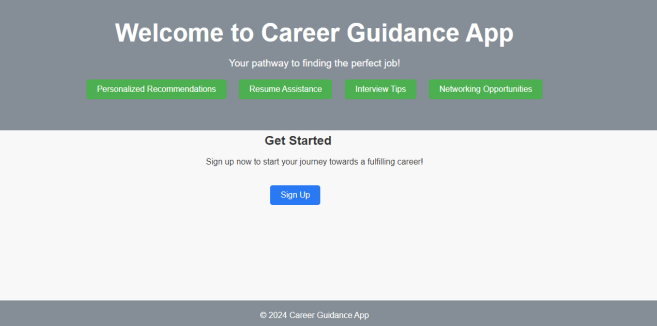 Welcome to Career Guidance App
Your pathway to finding the perfect job!
Personalized Recommendations Resume Assistance Interview Tips Networking Opportunities
Get Started
Sign up now to start your journey towards a fulfilling career!
Sign Up
© 2024 Career Guidance App